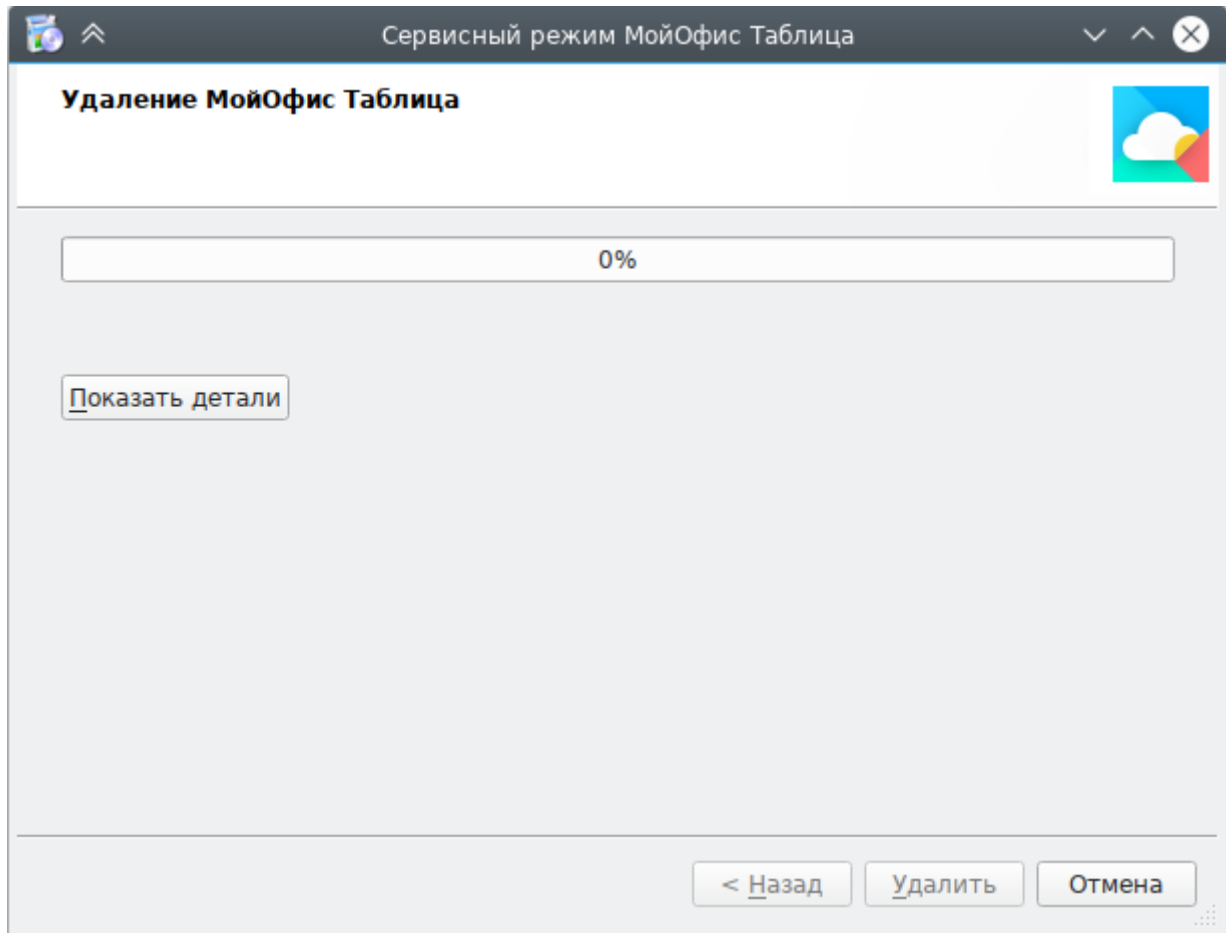 Сервисный режим МойОфис Таблица
Удаление МойОфис Таблица
0%
Показать детали
< Назад
Удалить
Отмена